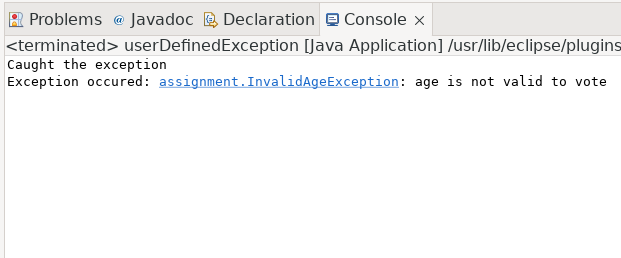 Problems @ Javadoc Declaration Console ×
<terminated> userDefinedException [Java Application] /usr/lib/eclipse/plugins
Caught the exception
Exception occured: assignment.InvalidAgeException: age is not valid to vote